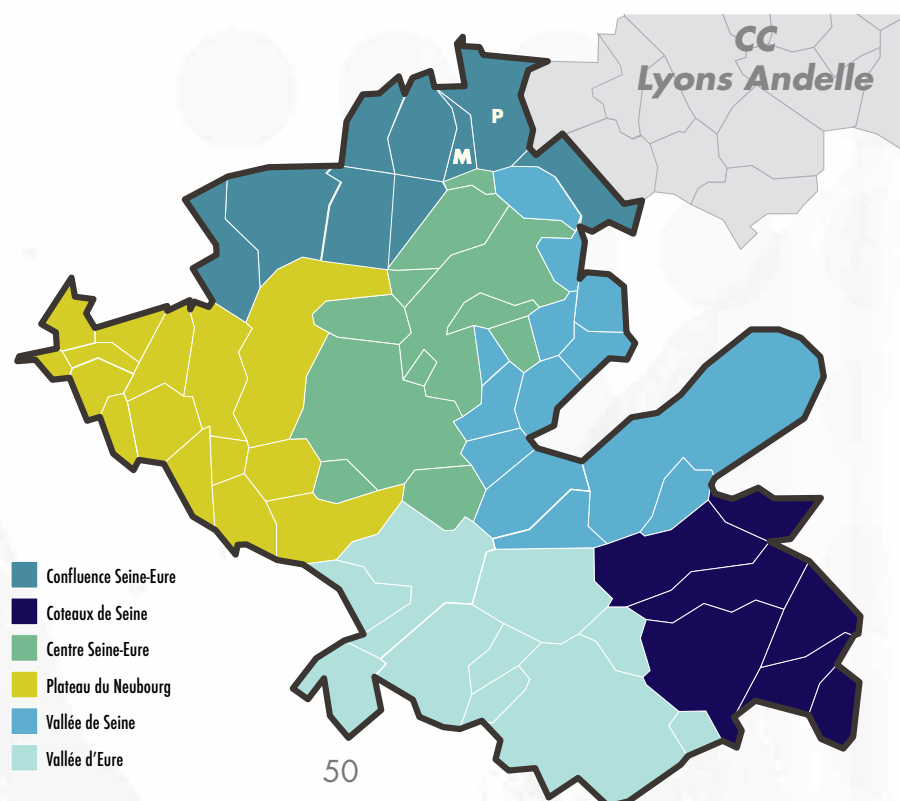 CC
Lyons Andelle
P
M
Confluence Seine-Eure
Coteaux de Seine
Centre Seine-Eure
Plateau du Neubourg
Vallée de Seine
Vallée d'Eure
50